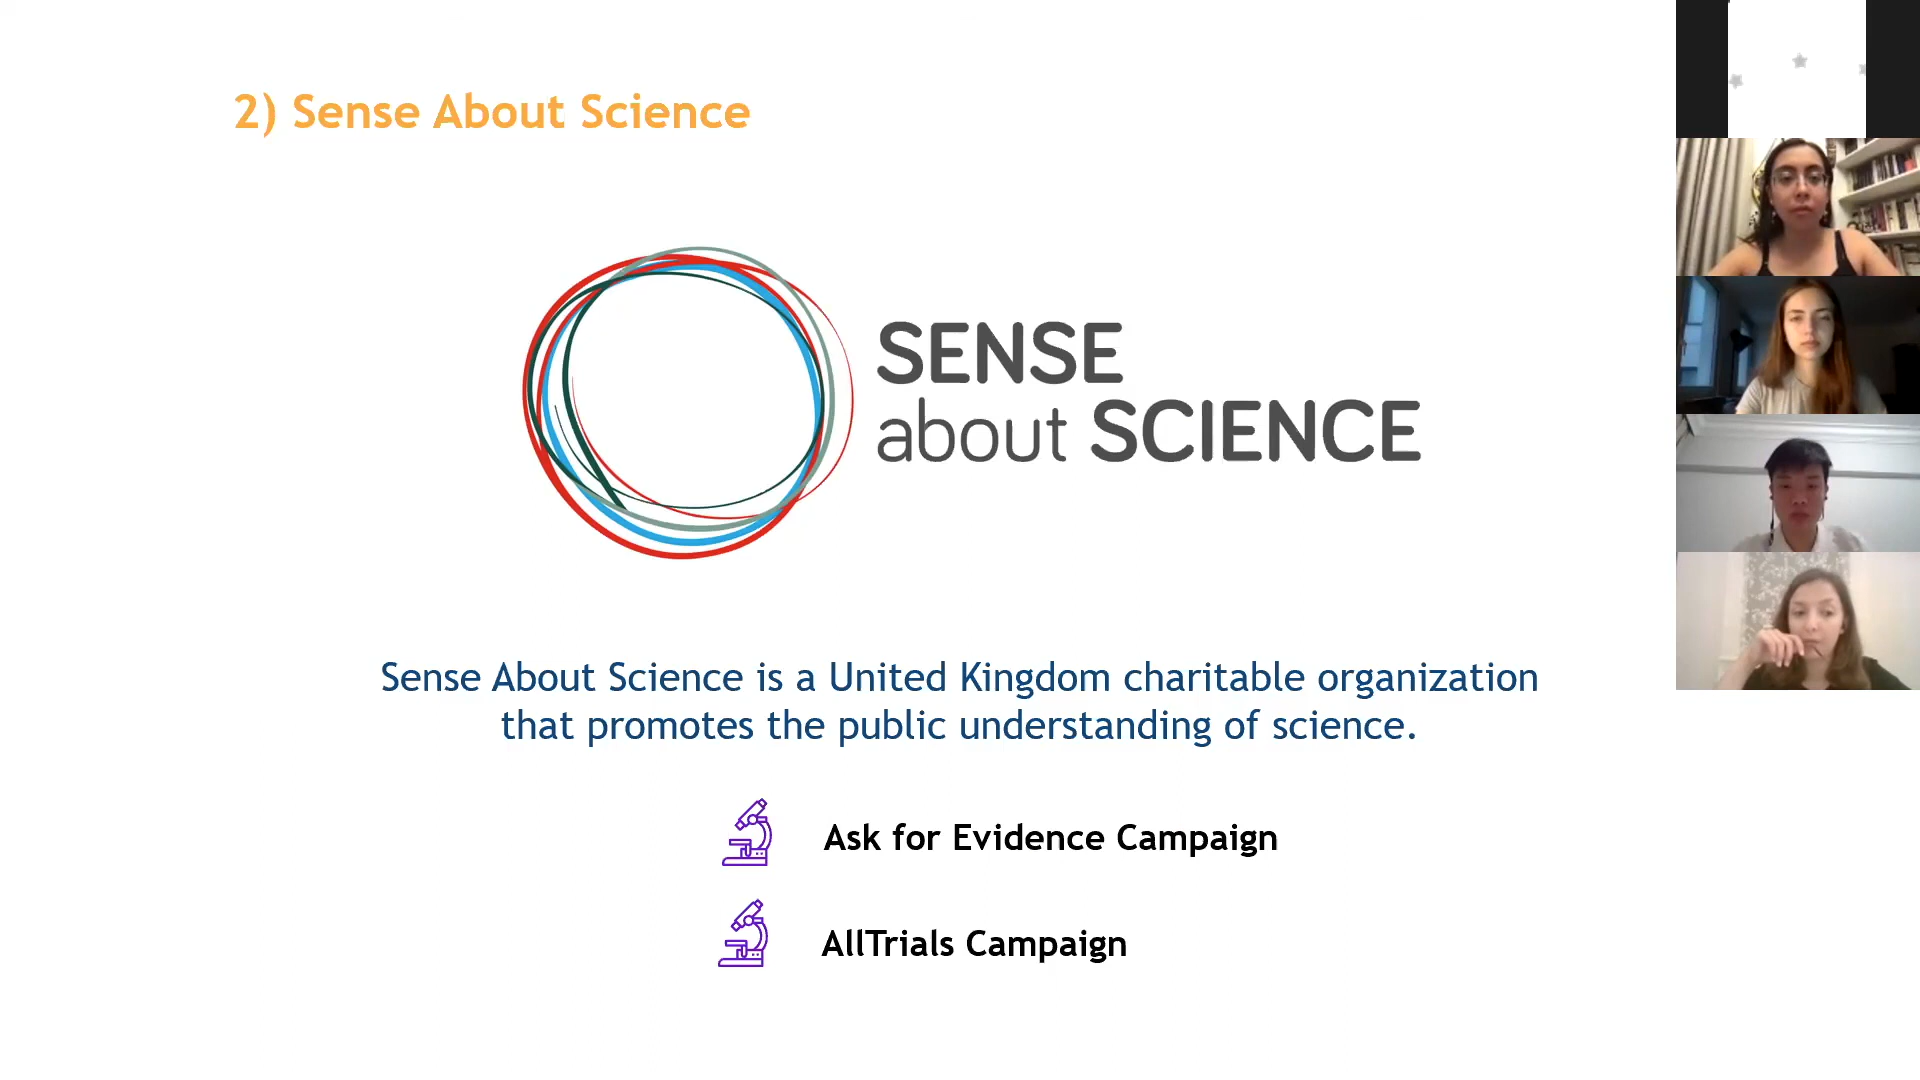 2) Sense About Science
SENSE
about SCIENCE
Sense About Science is a United Kingdom charitable organization
that promotes the public understanding of science.
Ask for Evidence Campaign
AllTrials Campaign